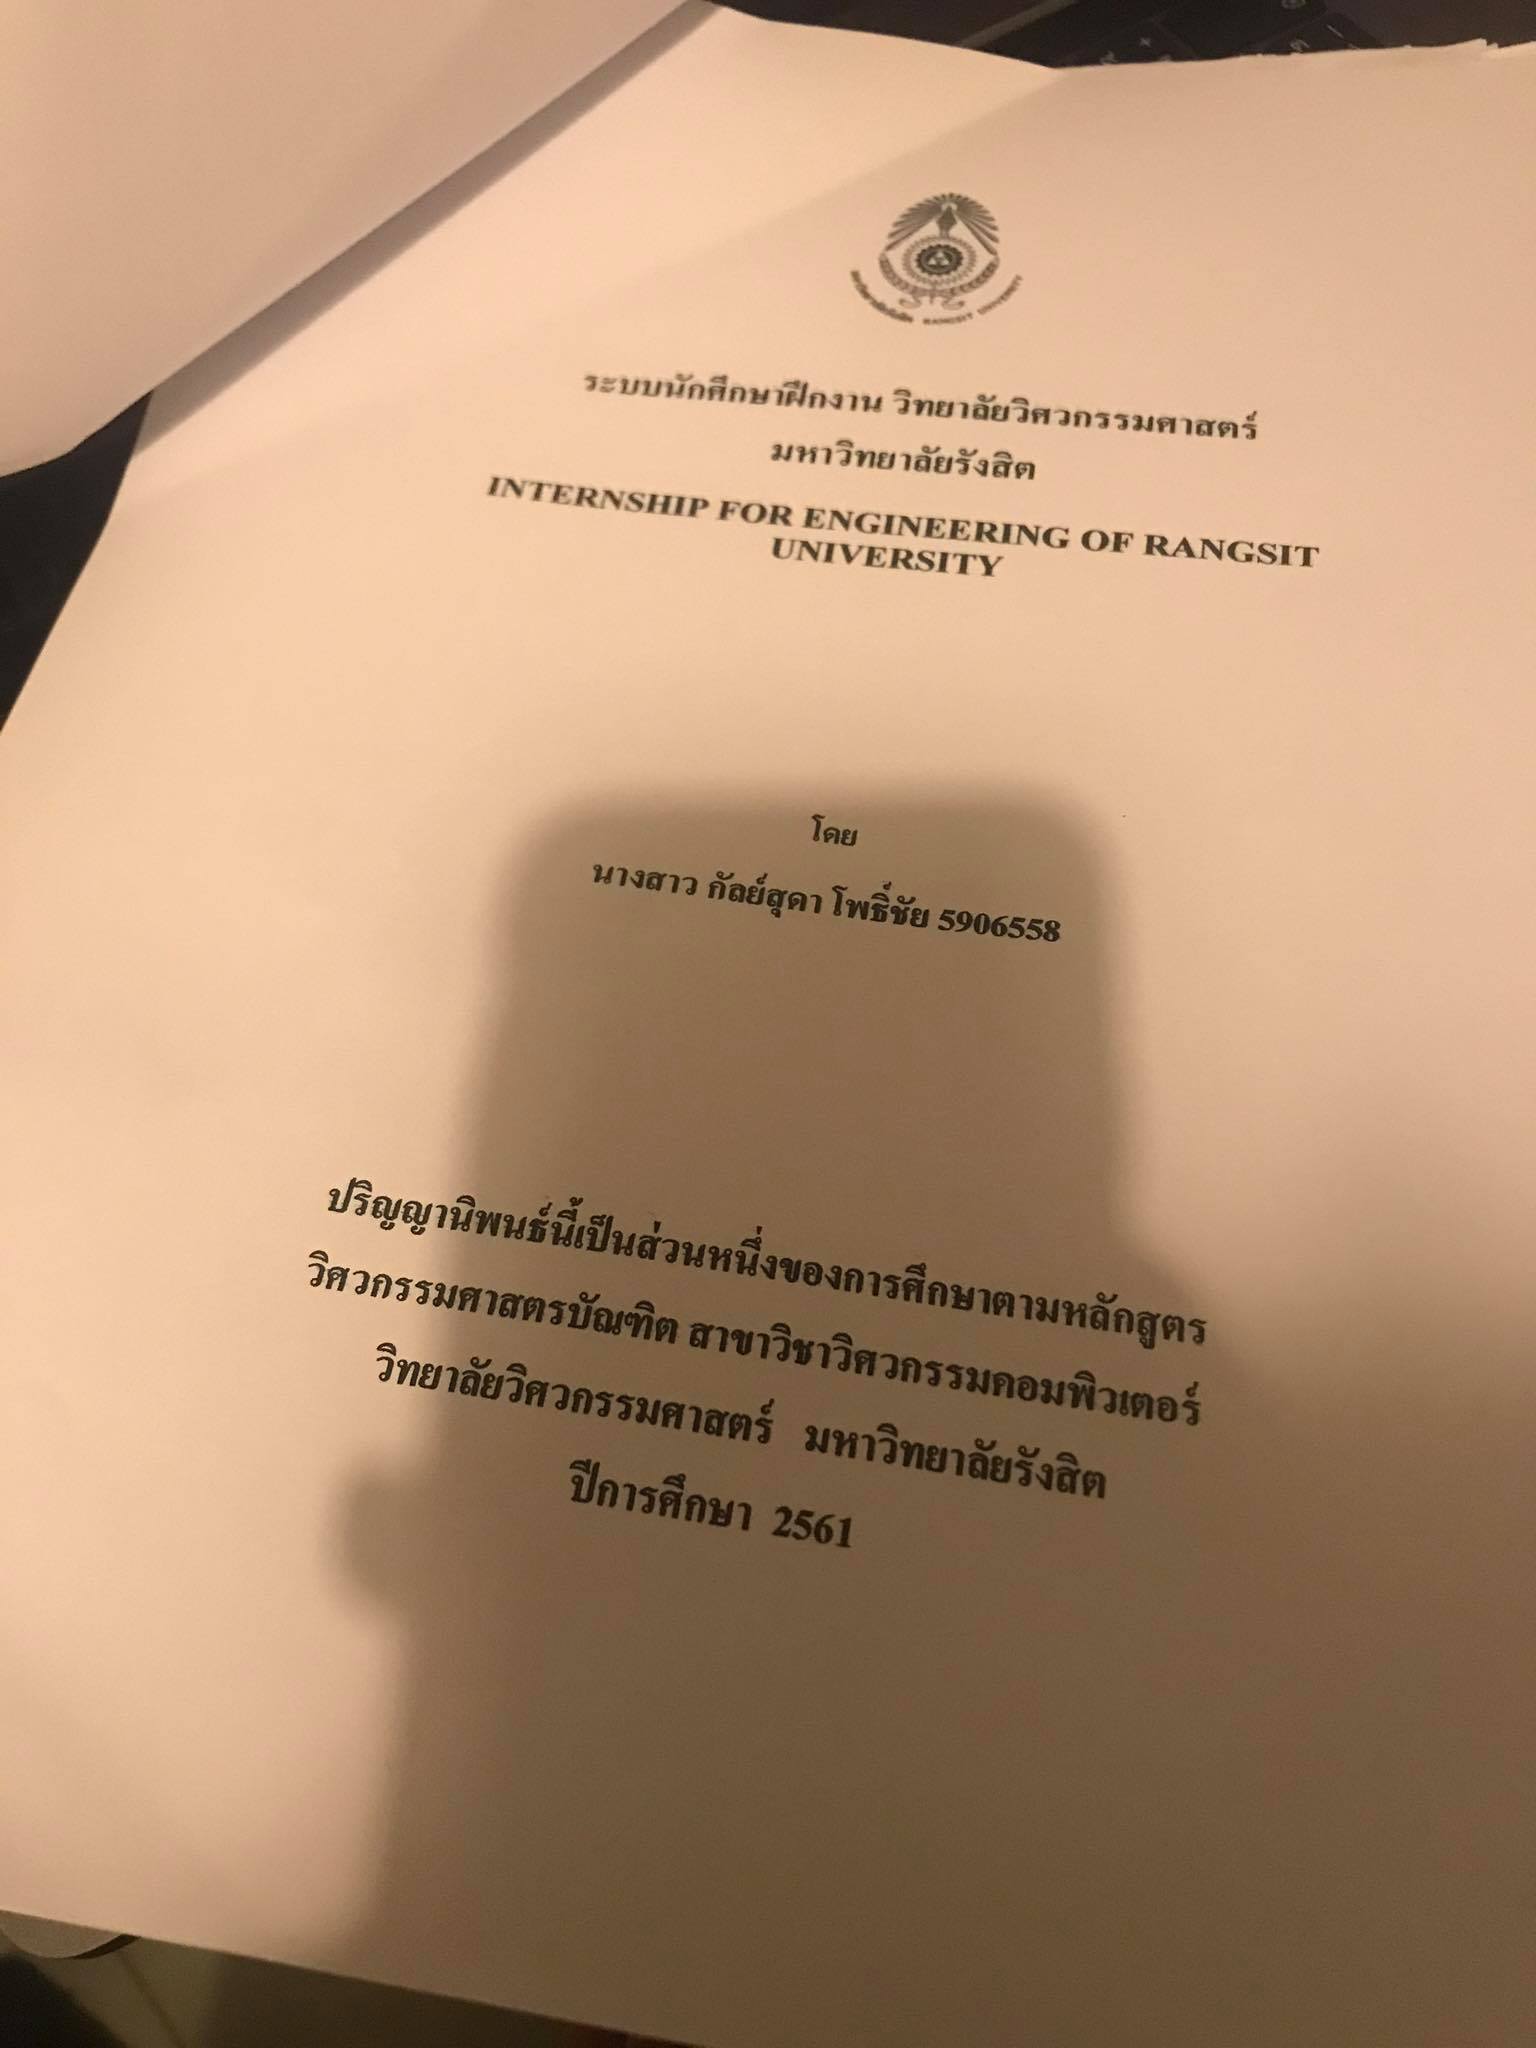 มหาวิทยาลัยรังสิต RANGSIT UNIVERSITY
ระบบนักศึกษาฝึกงาน วิทยาลัยวิศวกรรมศาสตร์
มหาวิทยาลัยรังสิต
INTERNSHIP FOR ENGINEERING OF RANGSIT
UNIVERSITY
โดย
นางสาว กัลย์สุดา โพธิ์ชัย 5906558
ปริญญานิพนธ์นี้เป็นส่วนหนึ่งของการศึกษาตามหลักสูตร
วิศวกรรมศาสตรบัณฑิต สาขาวิชาวิศวกรรมคอมพิวเตอร์
วิทยาลัยวิศวกรรมศาสตร์ มหาวิทยาลัยรังสิต
ปีการศึกษา 2561